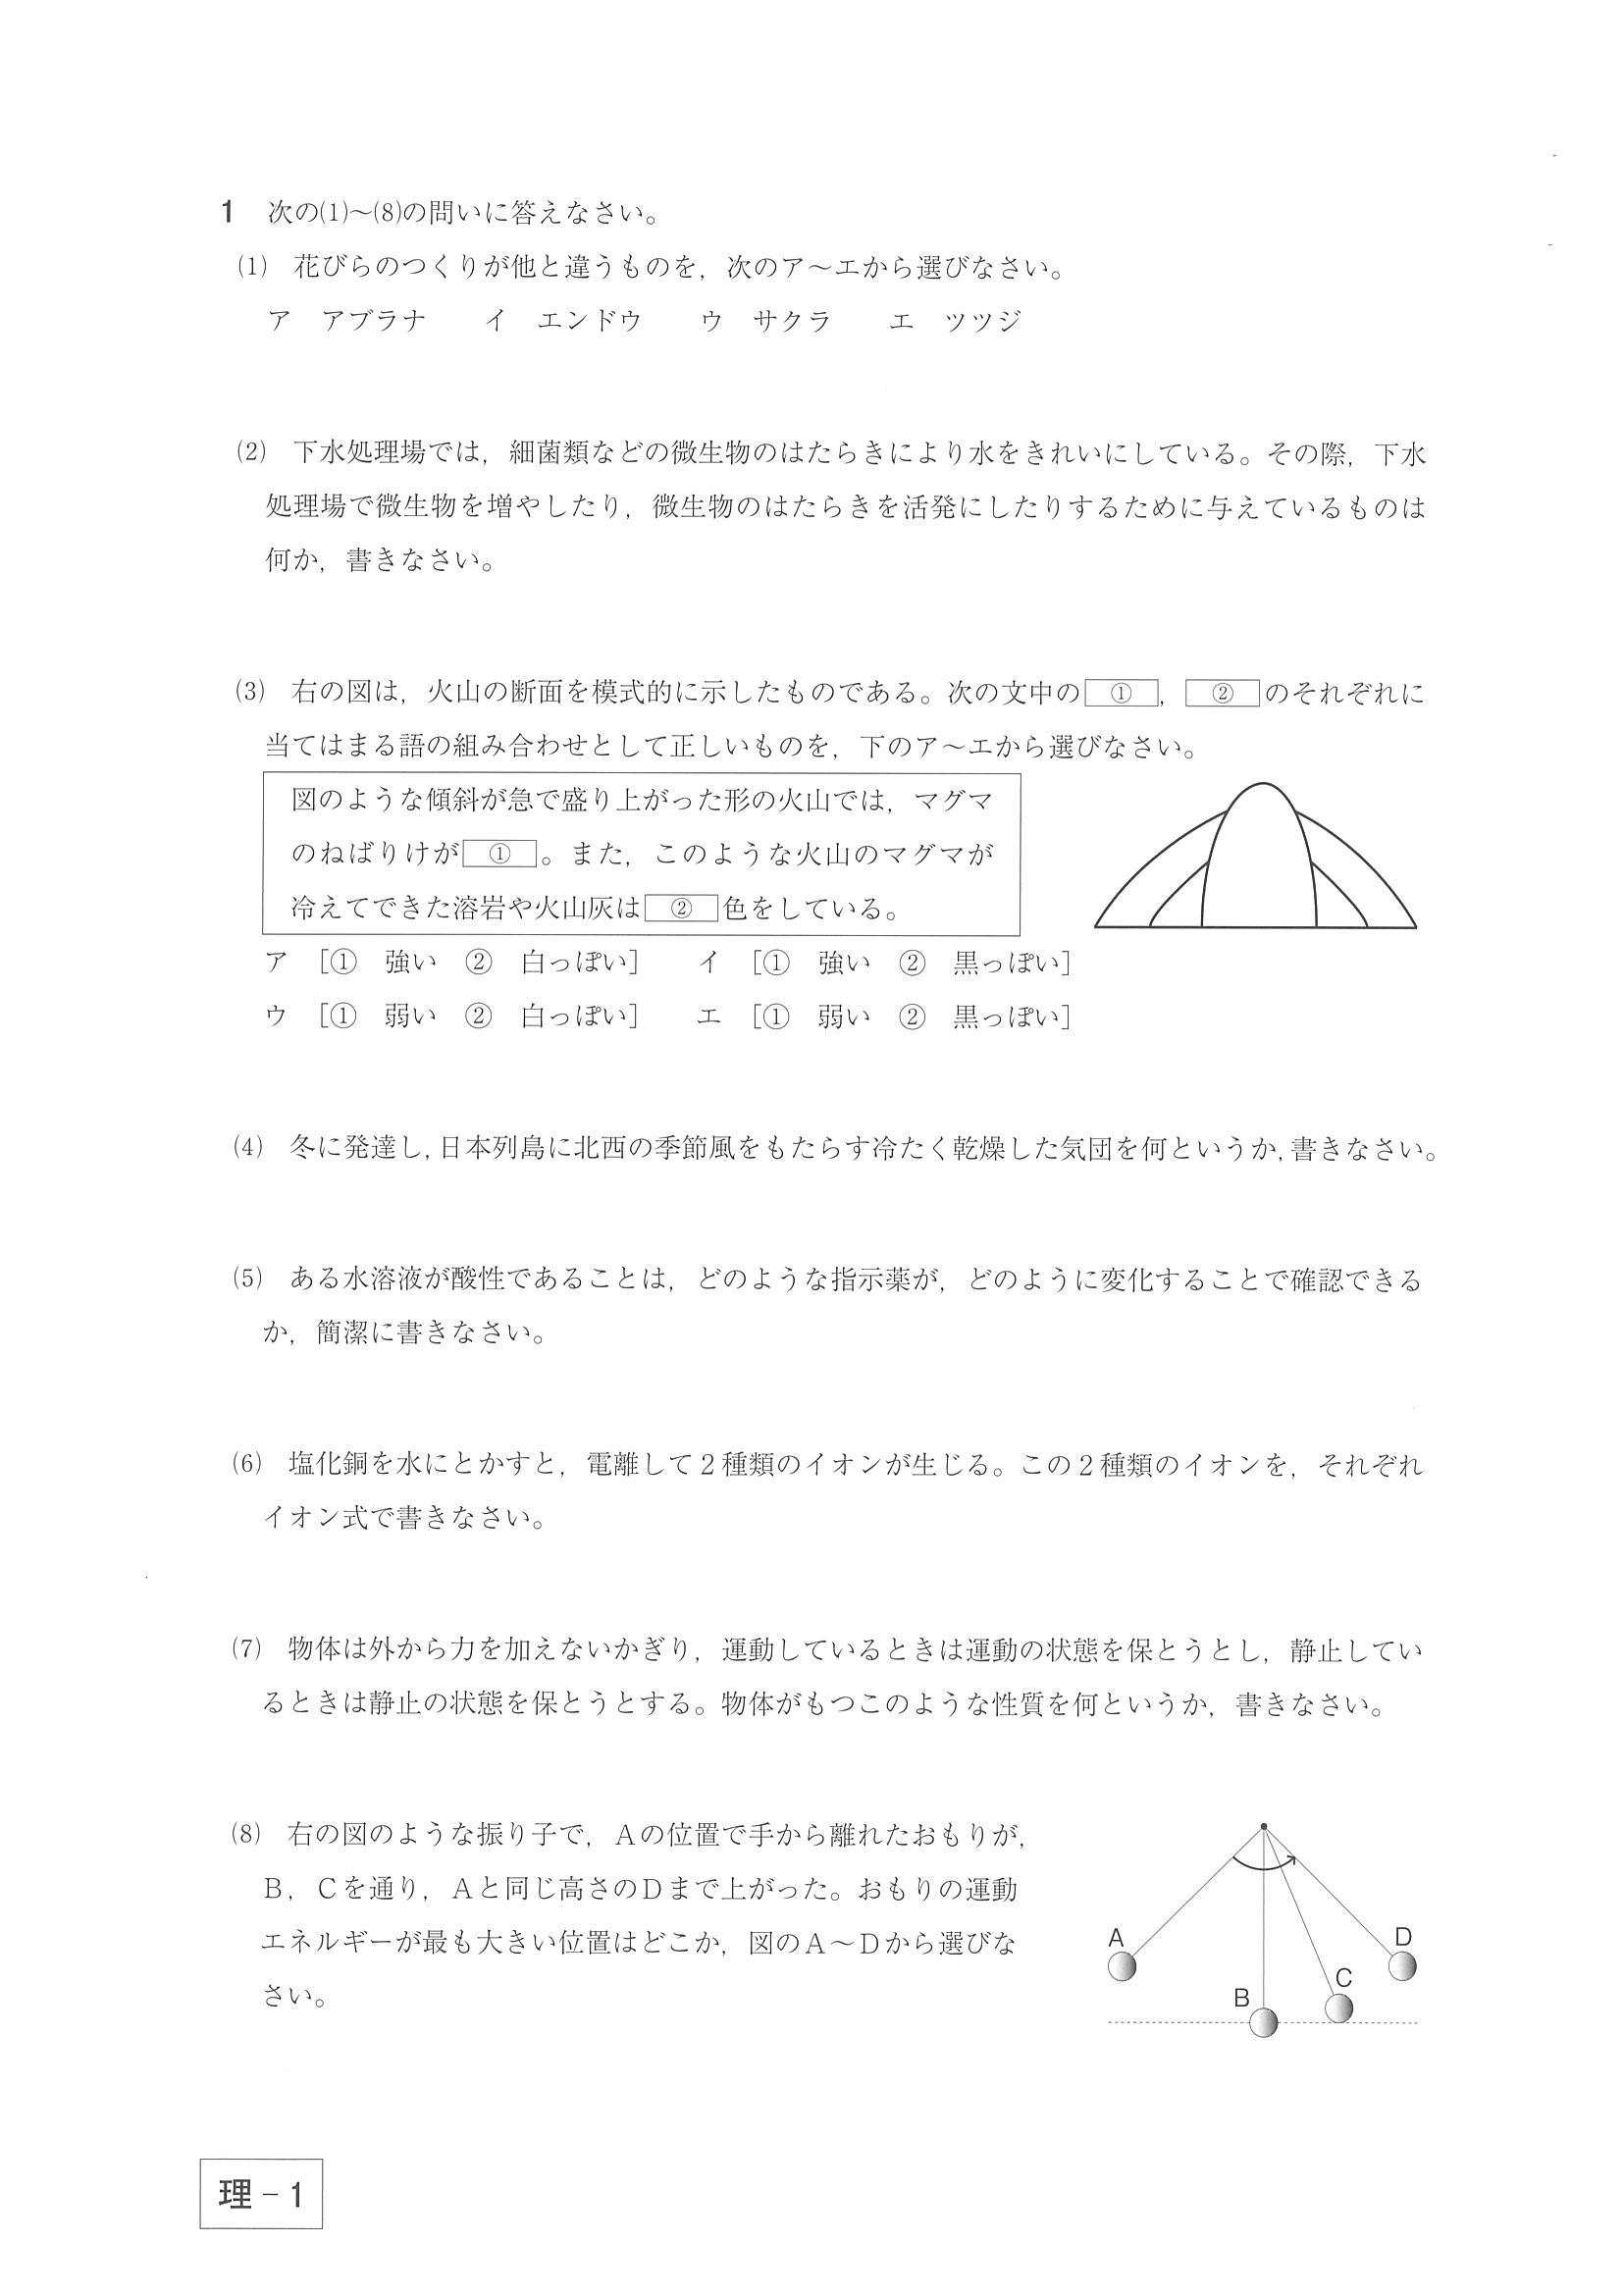 1　次の⑴〜⑻の問いに答えなさい。
⑴　花びらのつくりが他と違うものを，次のア〜エから選びなさい。
ア　アブラナ　　イ　エンドウ　　ウ　サクラ　　エ　ツツジ
⑵　下水処理場では，細菌類などの微生物のはたらきにより水をきれいにしている。その際，下水
処理場で微生物を増やしたり，微生物のはたらきを活発にしたりするために与えているものは
何か，書きなさい。
⑶　右の図は，火山の断面を模式的に示したものである。次の文中の ① ， ② のそれぞれに
当てはまる語の組み合わせとして正しいものを，下のア〜エから選びなさい。
図のような傾斜が急で盛り上がった形の火山では，マグマ
のねばりけが ① 。また，このような火山のマグマが
冷えてできた溶岩や火山灰は ② 色をしている。
ア　[①　強い　②　白っぽい]　　イ　[①　強い　②　黒っぽい]
ウ　[①　弱い　②　白っぽい]　　エ　[①　弱い　②　黒っぽい]
⑷　冬に発達し，日本列島に北西の季節風をもたらす冷たく乾燥した気団を何というか，書きなさい。
⑸　ある水溶液が酸性であることは，どのような指示薬が，どのように変化することで確認できる
か，簡潔に書きなさい。
⑹　塩化銅を水にとかすと，電離して２種類のイオンが生じる。この２種類のイオンを，それぞれ
イオン式で書きなさい。
⑺　物体は外から力を加えないかぎり，運動しているときは運動の状態を保とうとし，静止してい
るときは静止の状態を保とうとする。物体がもつこのような性質を何というか，書きなさい。
⑻　右の図のような振り子で，Ａの位置で手から離れたおもりが，
Ｂ，Ｃを通り，Ａと同じ高さのＤまで上がった。おもりの運動
エネルギーが最も大きい位置はどこか，図のＡ〜Ｄから選びな
さい。
A
D
C
B
理－1